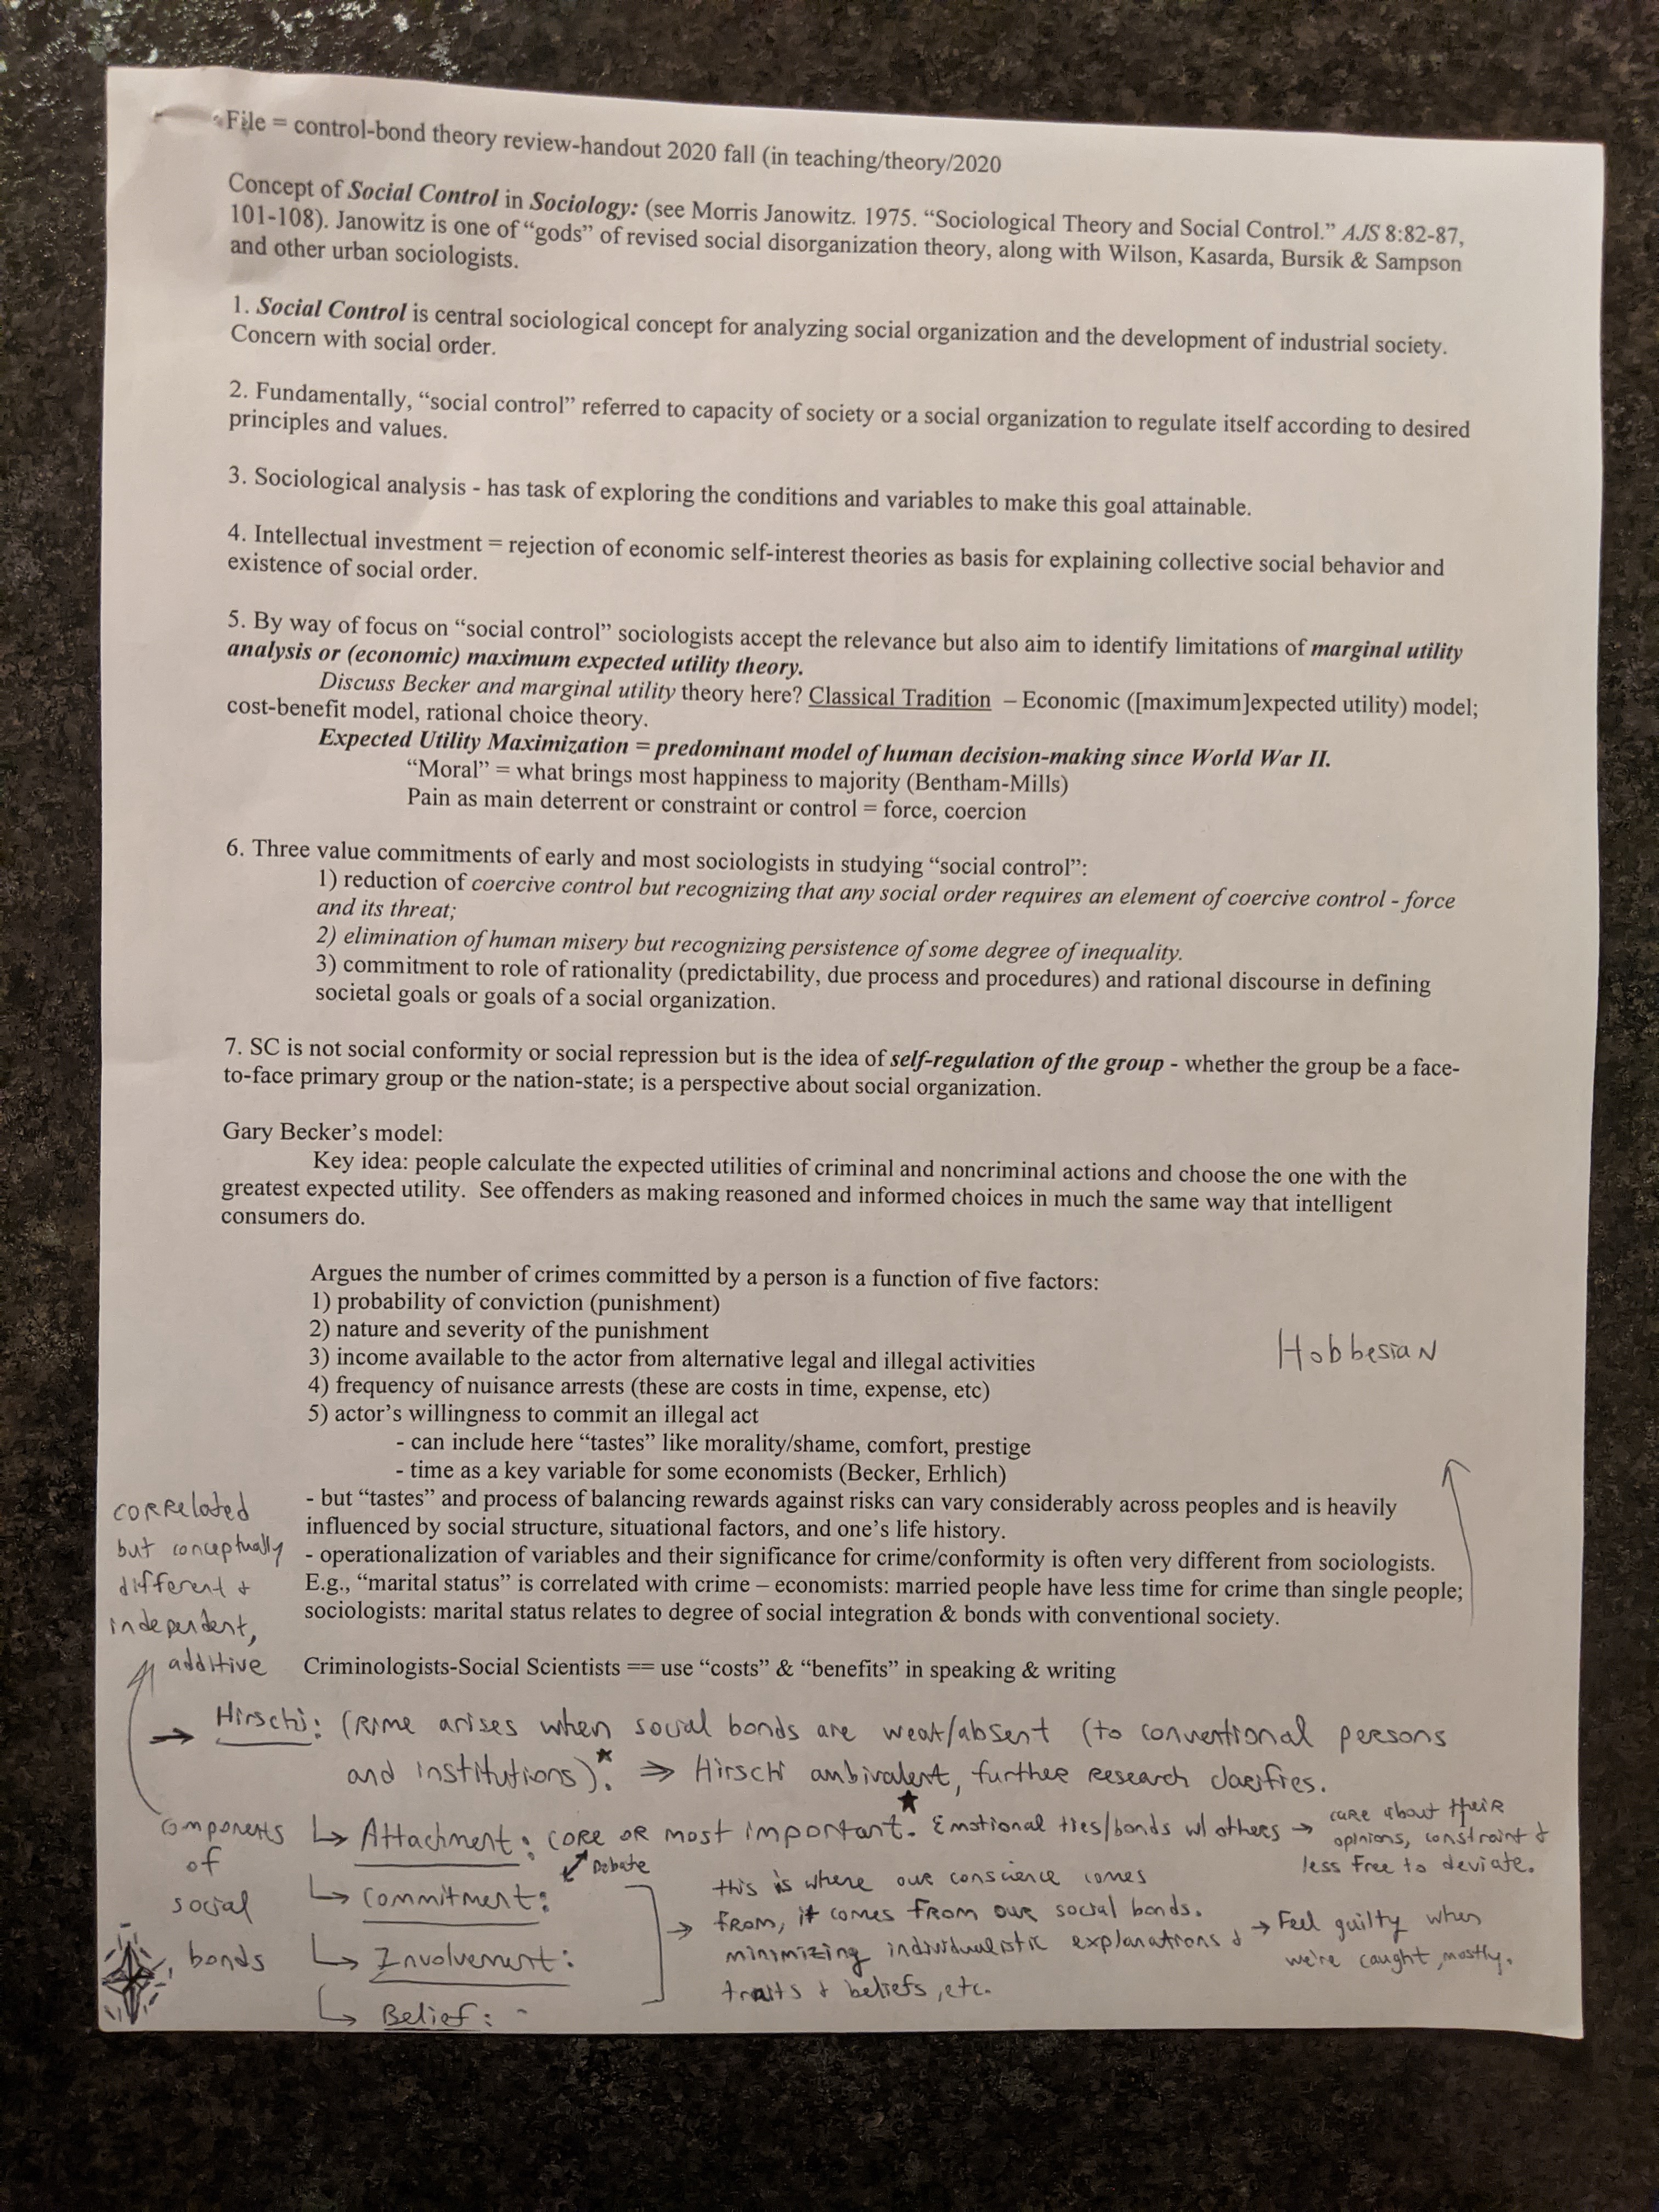 File = control-bond theory review-handout 2020 fall (in teaching/theory/2020
Concept of Social Control in Sociology: (see Morris Janowitz. 1975. “Sociological Theory and Social Control.” AJS 8:82-87,
101-108). Janowitz is one of “gods” of revised social disorganization theory, along with Wilson, Kasarda, Bursik & Sampson
and other urban sociologists.
1. Social Control is central sociological concept for analyzing social organization and the development of industrial society.
Concern with social order.
2. Fundamentally, “social control” referred to capacity of society or a social organization to regulate itself according to desired
principles and values.
3. Sociological analysis - has task of exploring the conditions and variables to make this goal attainable.
4. Intellectual investment = rejection of economic self-interest theories as basis for explaining collective social behavior and
existence of social order.
5. By way of focus on “social control” sociologists accept the relevance but also aim to identify limitations of marginal utility
analysis or (economic) maximum expected utility theory.
Discuss Becker and marginal utility theory here? Classical Tradition – Economic ([maximum]expected utility) model;
cost-benefit model, rational choice theory.
Expected Utility Maximization = predominant model of human decision-making since World War II.
“Moral” = what brings most happiness to majority (Bentham-Mills)
Pain as main deterrent or constraint or control = force, coercion
6. Three value commitments of early and most sociologists in studying “social control”:
1) reduction of coercive control but recognizing that any social order requires an element of coercive control - force
and its threat;
2) elimination of human misery but recognizing persistence of some degree of inequality.
3) commitment to role of rationality (predictability, due process and procedures) and rational discourse in defining
societal goals or goals of a social organization.
7. SC is not social conformity or social repression but is the idea of self-regulation of the group - whether the group be a face-
to-face primary group or the nation-state; is a perspective about social organization.
Gary Becker’s model:
Key idea: people calculate the expected utilities of criminal and noncriminal actions and choose the one with the
greatest expected utility. See offenders as making reasoned and informed choices in much the same way that intelligent
consumers do.
Argues the number of crimes committed by a person is a function of five factors:
1) probability of conviction (punishment)
2) nature and severity of the punishment
3) income available to the actor from alternative legal and illegal activities
4) frequency of nuisance arrests (these are costs in time, expense, etc)
5) actor’s willingness to commit an illegal act
- can include here “tastes” like morality/shame, comfort, prestige
- time as a key variable for some economists (Becker, Erhlich)
- but “tastes” and process of balancing rewards against risks can vary considerably across peoples and is heavily
influenced by social structure, situational factors, and one’s life history.
- operationalization of variables and their significance for crime/conformity is often very different from sociologists.
E.g., “marital status” is correlated with crime – economists: married people have less time for crime than single people;
sociologists: marital status relates to degree of social integration & bonds with conventional society.
Criminologists-Social Scientists == use “costs” & “benefits” in speaking & writing
Hobbesian
correlated
but conceptually
different &
independent,
additive
→ Hirschi: Crime arises when social bonds are weak/absent (to conventional persons
and institutions).* ⇒ Hirschi ambivalent, further research clarifies.
components
of
social
bonds
↳ Attachment: core or most important.★ Emotional ties/bonds w/ others → care about their
opinions, constraint &
less free to deviate.
Debate
↳ Commitment:
↳ Involvement:
↳ Belief: -
→ this is where our conscience comes
from, it comes from our social bonds.
minimizing individualistic explanations &
traits & beliefs, etc.
→ Feel guilty when
we're caught, mostly.